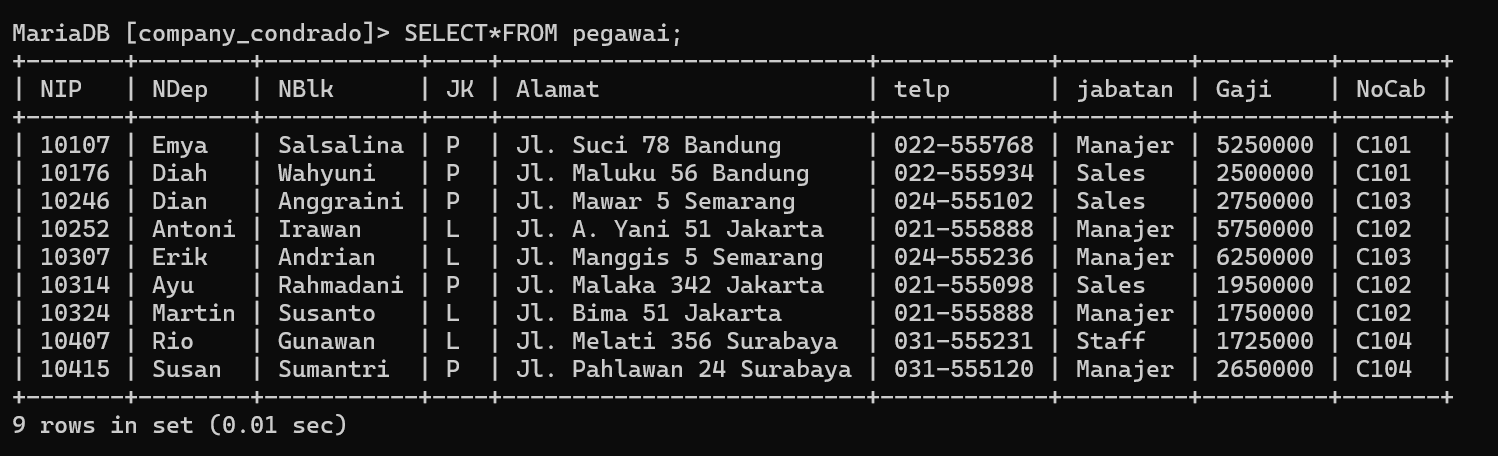 MariaDB [company_condrado]> SELECT*FROM pegawai;
+-------+--------+-----------+----+--------------------------+------------+---------+---------+-------+
| NIP   | NDep   | NBlk      | JK | Alamat                   | telp       | jabatan | Gaji    | NoCab |
+-------+--------+-----------+----+--------------------------+------------+---------+---------+-------+
| 10107 | Emya   | Salsalina | P  | Jl. Suci 78 Bandung      | 022-555768 | Manajer | 5250000 | C101  |
| 10176 | Diah   | Wahyuni   | P  | Jl. Maluku 56 Bandung    | 022-555934 | Sales   | 2500000 | C101  |
| 10246 | Dian   | Anggraini | P  | Jl. Mawar 5 Semarang     | 024-555102 | Sales   | 2750000 | C103  |
| 10252 | Antoni | Irawan    | L  | Jl. A. Yani 51 Jakarta   | 021-555888 | Manajer | 5750000 | C102  |
| 10307 | Erik   | Andrian   | L  | Jl. Manggis 5 Semarang   | 024-555236 | Manajer | 6250000 | C103  |
| 10314 | Ayu    | Rahmadani | P  | Jl. Malaka 342 Jakarta   | 021-555098 | Sales   | 1950000 | C102  |
| 10324 | Martin | Susanto   | L  | Jl. Bima 51 Jakarta      | 021-555888 | Manajer | 1750000 | C102  |
| 10407 | Rio    | Gunawan   | L  | Jl. Melati 356 Surabaya  | 031-555231 | Staff   | 1725000 | C104  |
| 10415 | Susan  | Sumantri  | P  | Jl. Pahlawan 24 Surabaya | 031-555120 | Manajer | 2650000 | C104  |
+-------+--------+-----------+----+--------------------------+------------+---------+---------+-------+
9 rows in set (0.01 sec)